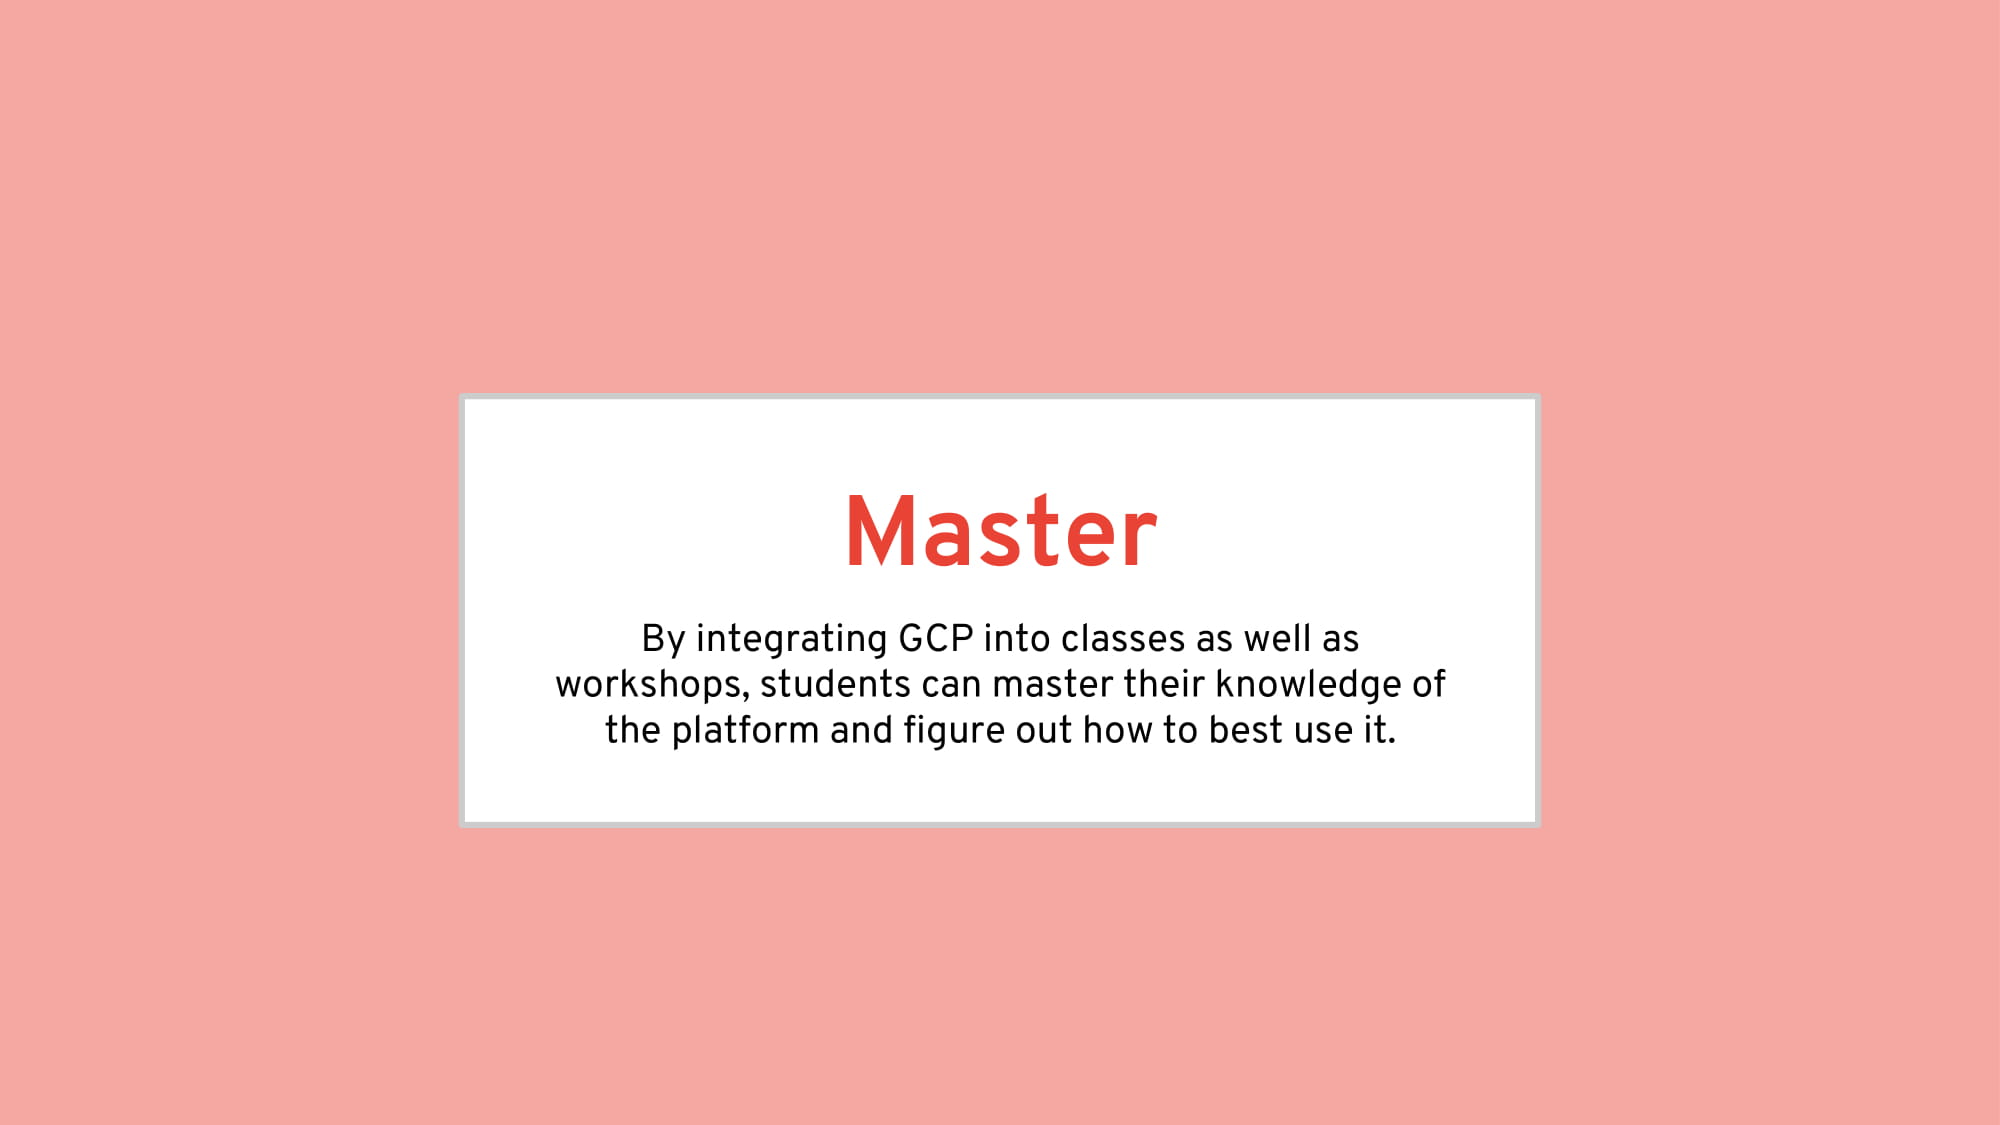 Master
By integrating GCP into classes as well as
workshops, students can master their knowledge of
the platform and figure out how to best use it.